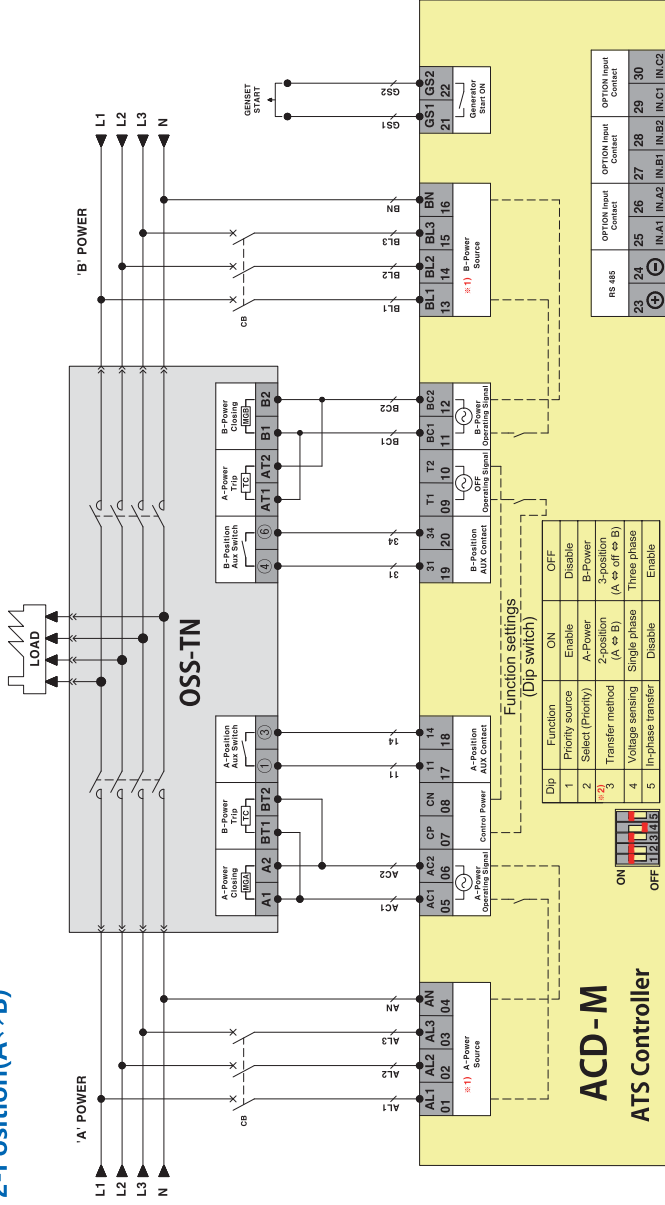 2-Position(A↔B)
'A' POWER
L1
L2
L3
N
CB
AL1
AL2
AL3
AN
LOAD
OSS-TN
A-Power
Closing
MGA
A1
A2
B-Power
Trip
TC
BT1
BT2
A-Position
Aux Switch
①
③
B-Position
Aux Switch
④
⑥
A-Power
Trip
TC
AT1
AT2
B-Power
Closing
MGB
B1
B2
'B' POWER
L1
L2
L3
N
CB
BL1
BL2
BL3
BN
GENSET
START
GS1
GS2
AC1
AC2
11
14
31
34
BC1
BC2
AL1
AL2
AL3
AN
01
02
03
04
※1) A-Power
Source
AC1
AC2
CP
CN
11
14
05
06
07
08
17
18
A-Power
Operating Signal
Control Power
A-Position
AUX Contact
31
34
T1
T2
BC1
BC2
19
20
09
10
11
12
B-Position
AUX Contact
OFF
Operating Signal
B-Power
Operating Signal
BL1
BL2
BL3
BN
13
14
15
16
※1) B-Power
Source
GS1
GS2
21
22
Generator
Start ON
ACD-M
ATS Controller
ON
OFF
1 2 3 4 5
Function settings
(Dip switch)
Dip Function ON OFF
1 Priority source Enable Disable
2 Select (Priority) A-Power B-Power
※2)
3 Transfer method 2-position (A ⇔ B) 3-position (A ⇔ off ⇔ B)
4 Voltage sensing Single phase Three phase
5 In-phase transfer Disable Enable
RS 485
OPTION Input
Contact
OPTION Input
Contact
OPTION Input
Contact
23 24 25 26 27 28 29 30
⊕ ⊖ IN.A1 IN.A2 IN.B1 IN.B2 IN.C1 IN.C2